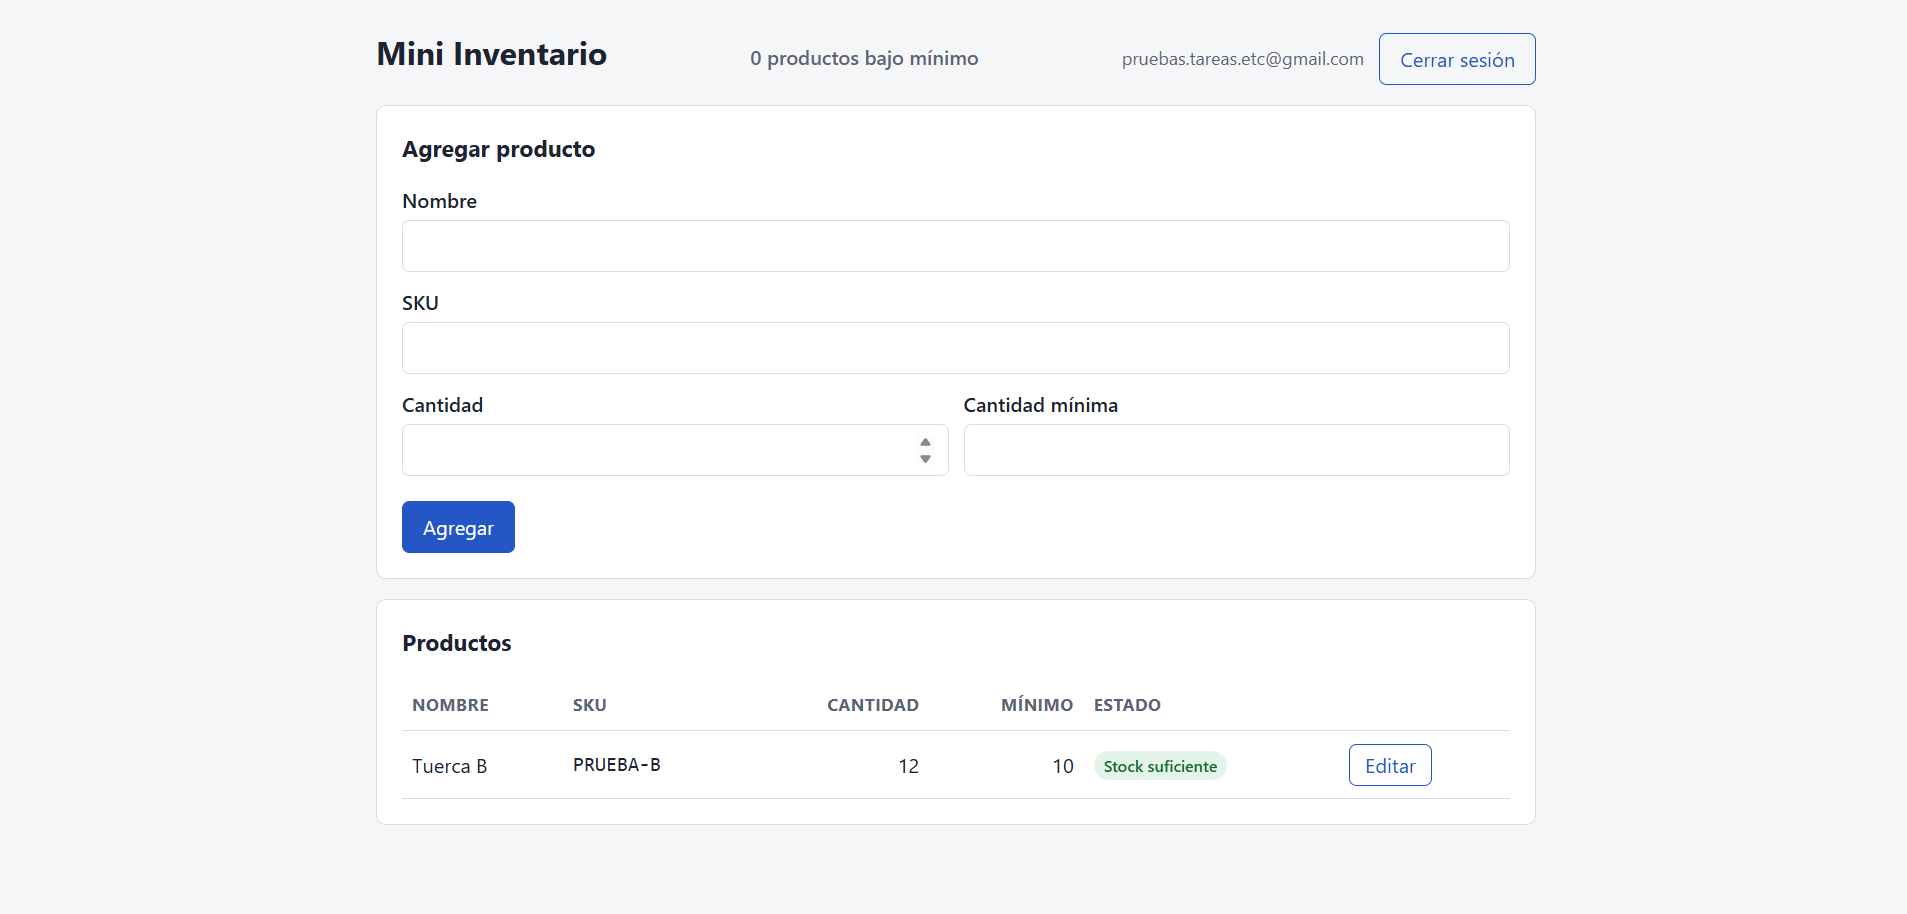 Mini Inventario
0 productos bajo mínimo
pruebas.tareas.etc@gmail.com
Cerrar sesión
Agregar producto
Nombre
SKU
Cantidad
Cantidad mínima
Agregar
Productos
NOMBRE SKU CANTIDAD MÍNIMO ESTADO
Tuerca B PRUEBA-B 12 10 Stock suficiente Editar